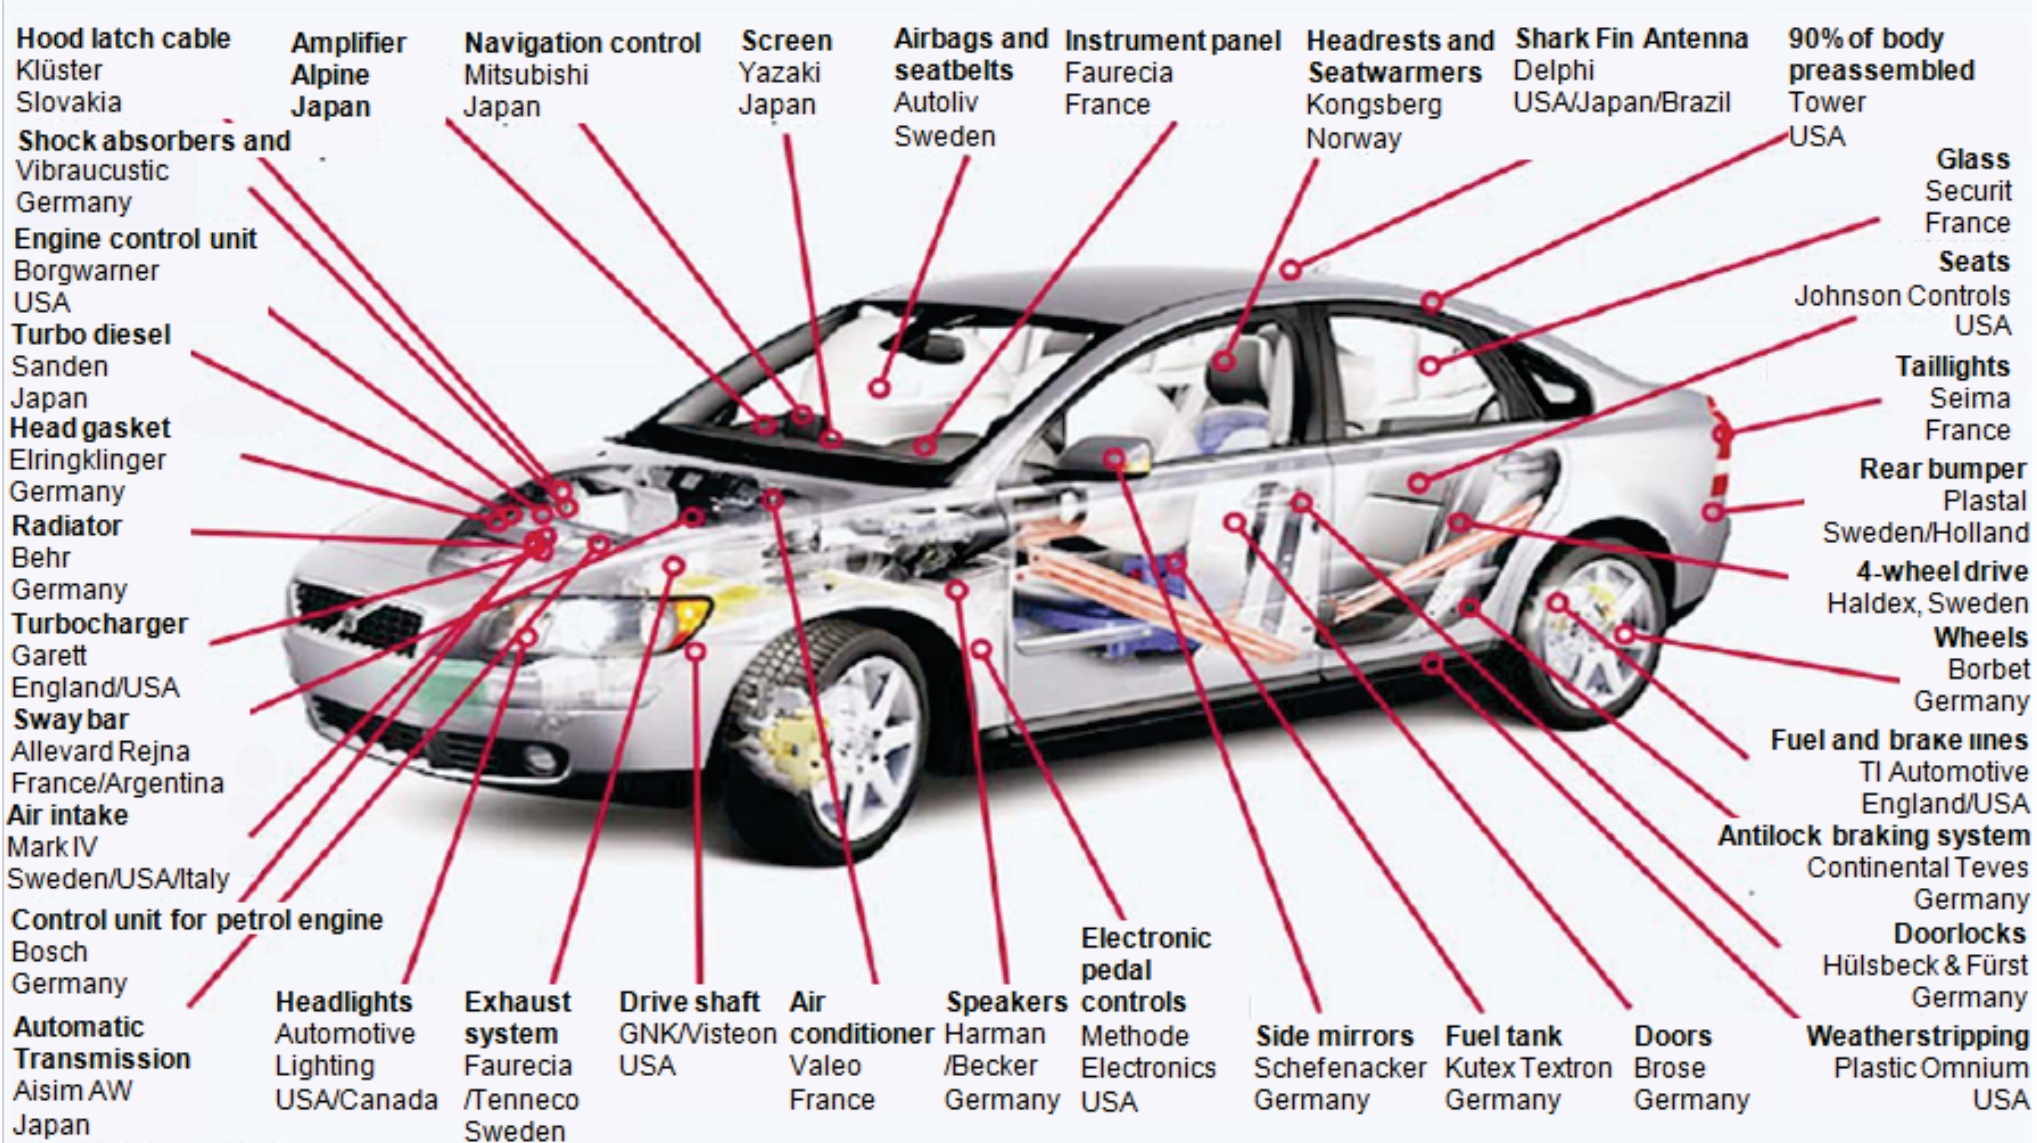 Hood latch cable
Klüster
Slovakia
Amplifier
Alpine
Japan
Navigation control
Mitsubishi
Japan
Screen
Yazaki
Japan
Airbags and
seatbelts
Autoliv
Sweden
Instrument panel
Faurecia
France
Headrests and
Seatwarmers
Kongsberg
Norway
Shark Fin Antenna
Delphi
USA/Japan/Brazil
90% of body
preassembled
Tower
USA
Shock absorbers and
Vibraucustic
Germany
Engine control unit
Borgwarner
USA
Turbo diesel
Sanden
Japan
Head gasket
Elringklinger
Germany
Radiator
Behr
Germany
Turbocharger
Garett
England/USA
Sway bar
Allevard Rejna
France/Argentina
Air intake
Mark IV
Sweden/USA/Italy
Control unit for petrol engine
Bosch
Germany
Automatic
Transmission
Aisim AW
Japan
Glass
Securit
France
Seats
Johnson Controls
USA
Taillights
Seima
France
Rear bumper
Plastal
Sweden/Holland
4-wheel drive
Haldex, Sweden
Wheels
Borbet
Germany
Fuel and brake lines
TI Automotive
England/USA
Antilock braking system
Continental Teves
Germany
Doorlocks
Hülsbeck & Fürst
Germany
Weatherstripping
Plastic Omnium
USA
Headlights
Automotive
Lighting
USA/Canada
Exhaust
system
Faurecia
/Tenneco
Sweden
Drive shaft
GNK/Visteon
USA
Air
conditioner
Valeo
France
Speakers
Harman
/Becker
Germany
Electronic
pedal
controls
Methode
Electronics
USA
Side mirrors
Schefenacker
Germany
Fuel tank
Kutex Textron
Germany
Doors
Brose
Germany